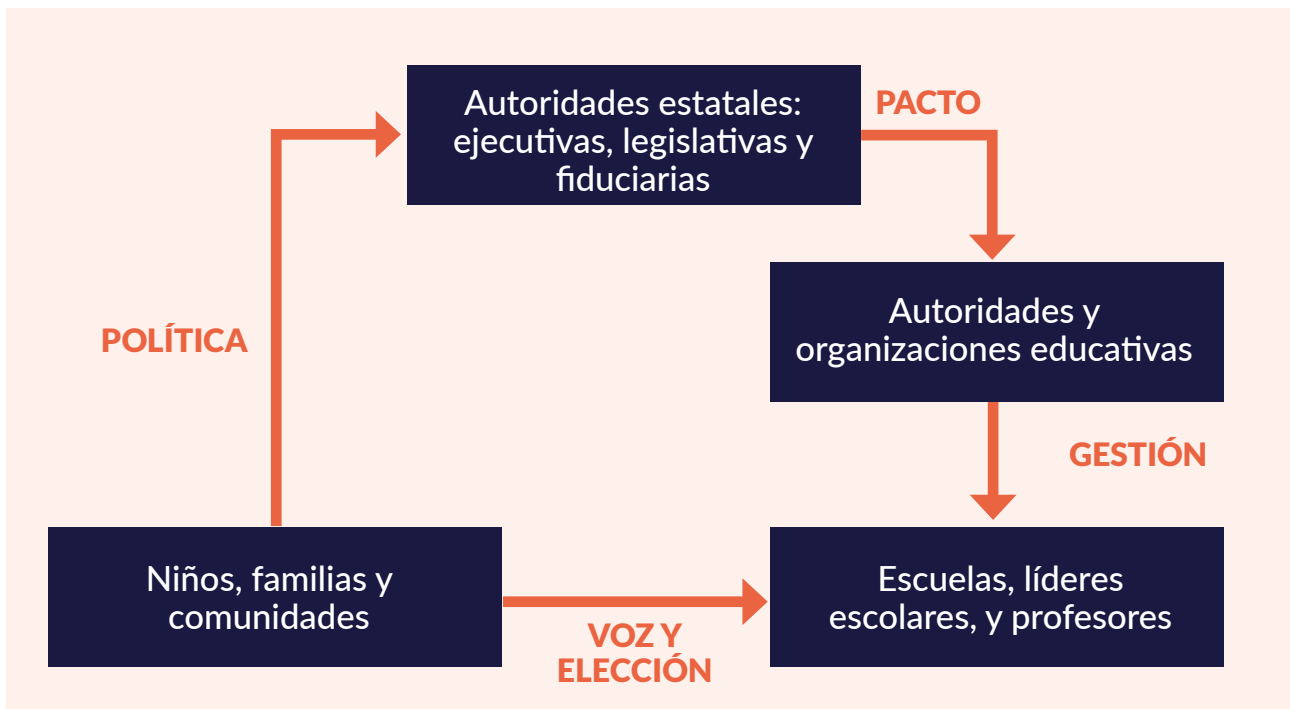 Autoridades estatales:
ejecutivas, legislativas y
fiduciarias
PACTO
Autoridades y
organizaciones educativas
POLÍTICA
GESTIÓN
Niños, familias y
comunidades
VOZ Y
ELECCIÓN
Escuelas, líderes
escolares, y profesores